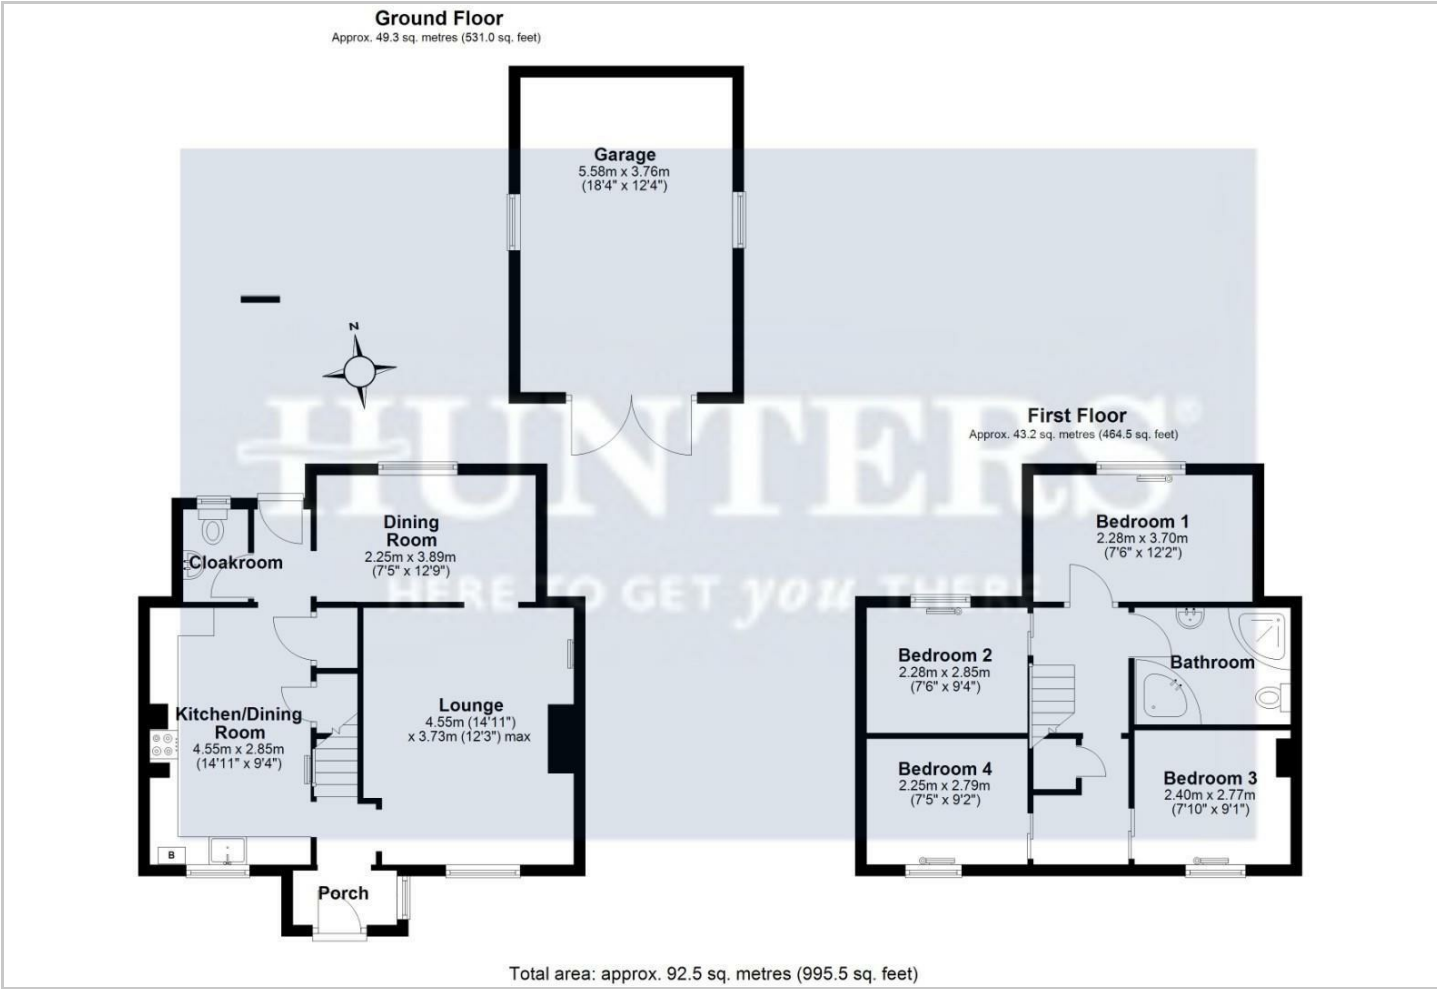 Ground Floor
Approx. 49.3 sq. metres (531.0 sq. feet)
Garage
5.58m x 3.76m
(18'4" x 12'4")
N
HUNTERS®
HERE TO GET you THERE
First Floor
Approx. 43.2 sq. metres (464.5 sq. feet)
Dining
Room
2.25m x 3.89m
(7'5" x 12'9")
Cloakroom
Kitchen/Dining
Room
4.55m x 2.85m
(14'11" x 9'4")
Lounge
4.55m (14'11")
x 3.73m (12'3") max
B
Porch
Bedroom 1
2.28m x 3.70m
(7'6" x 12'2")
Bedroom 2
2.28m x 2.85m
(7'6" x 9'4")
Bathroom
Bedroom 4
2.25m x 2.79m
(7'5" x 9'2")
Bedroom 3
2.40m x 2.77m
(7'10" x 9'1")
Total area: approx. 92.5 sq. metres (995.5 sq. feet)